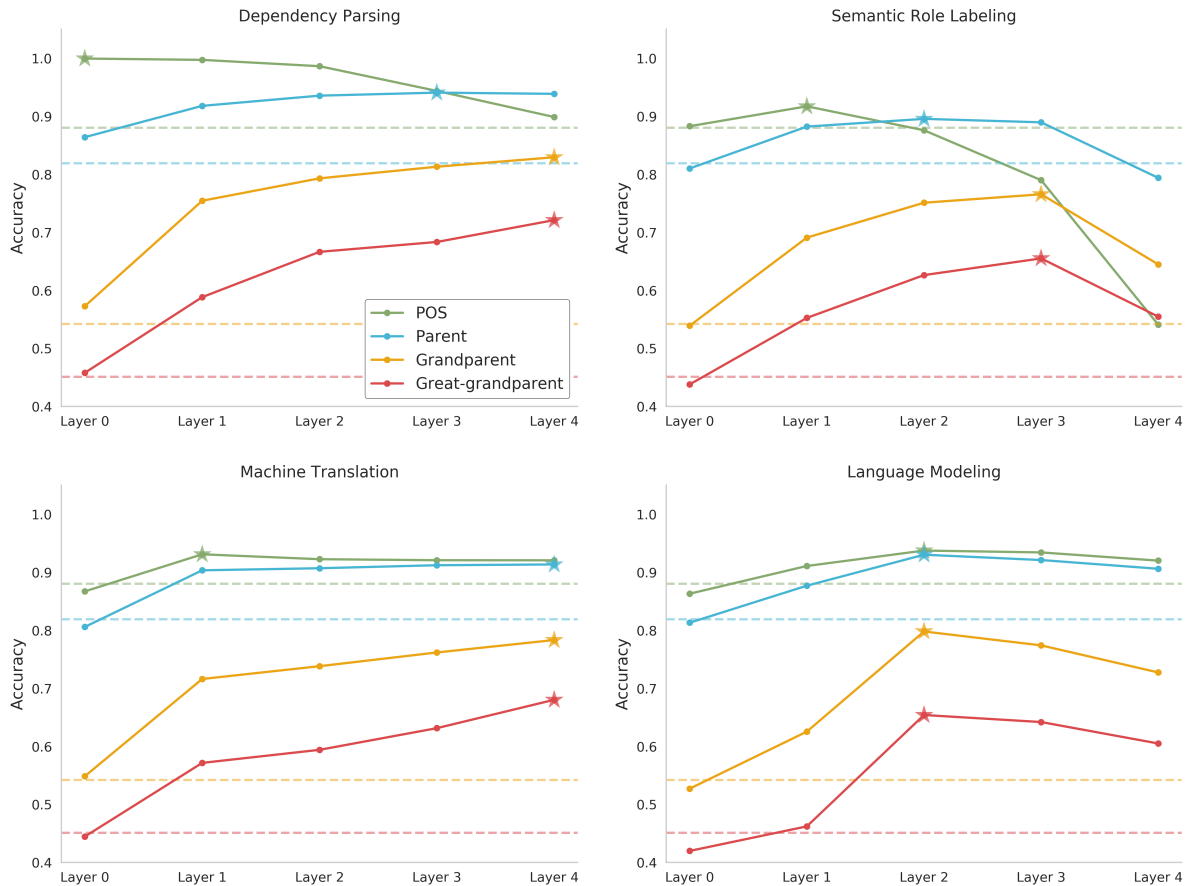 Dependency Parsing
Accuracy
1.0
0.9
0.8
0.7
0.6
0.5
0.4
Layer 0 Layer 1 Layer 2 Layer 3 Layer 4
POS
Parent
Grandparent
Great-grandparent
Semantic Role Labeling
Accuracy
1.0
0.9
0.8
0.7
0.6
0.5
0.4
Layer 0 Layer 1 Layer 2 Layer 3 Layer 4
Machine Translation
Accuracy
1.0
0.9
0.8
0.7
0.6
0.5
0.4
Layer 0 Layer 1 Layer 2 Layer 3 Layer 4
Language Modeling
Accuracy
1.0
0.9
0.8
0.7
0.6
0.5
0.4
Layer 0 Layer 1 Layer 2 Layer 3 Layer 4